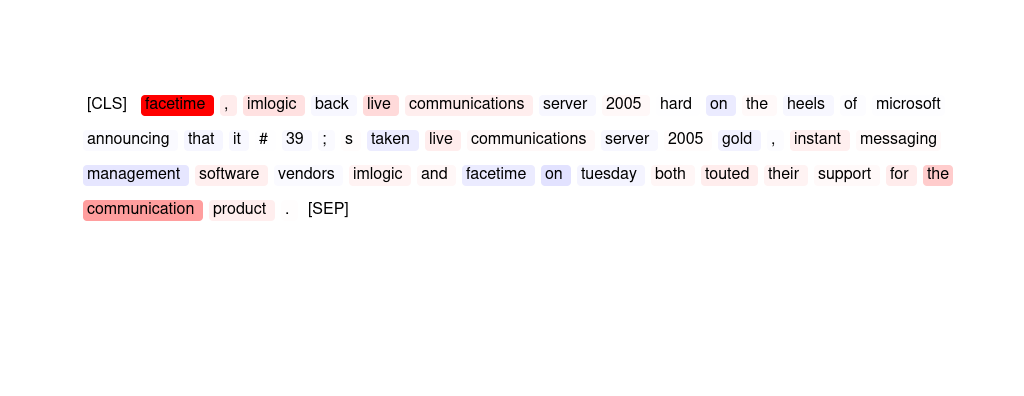 [CLS] facetime , imlogic back live communications server 2005 hard on the heels of microsoft
announcing that it # 39 ; s taken live communications server 2005 gold , instant messaging
management software vendors imlogic and facetime on tuesday both touted their support for the
communication product . [SEP]